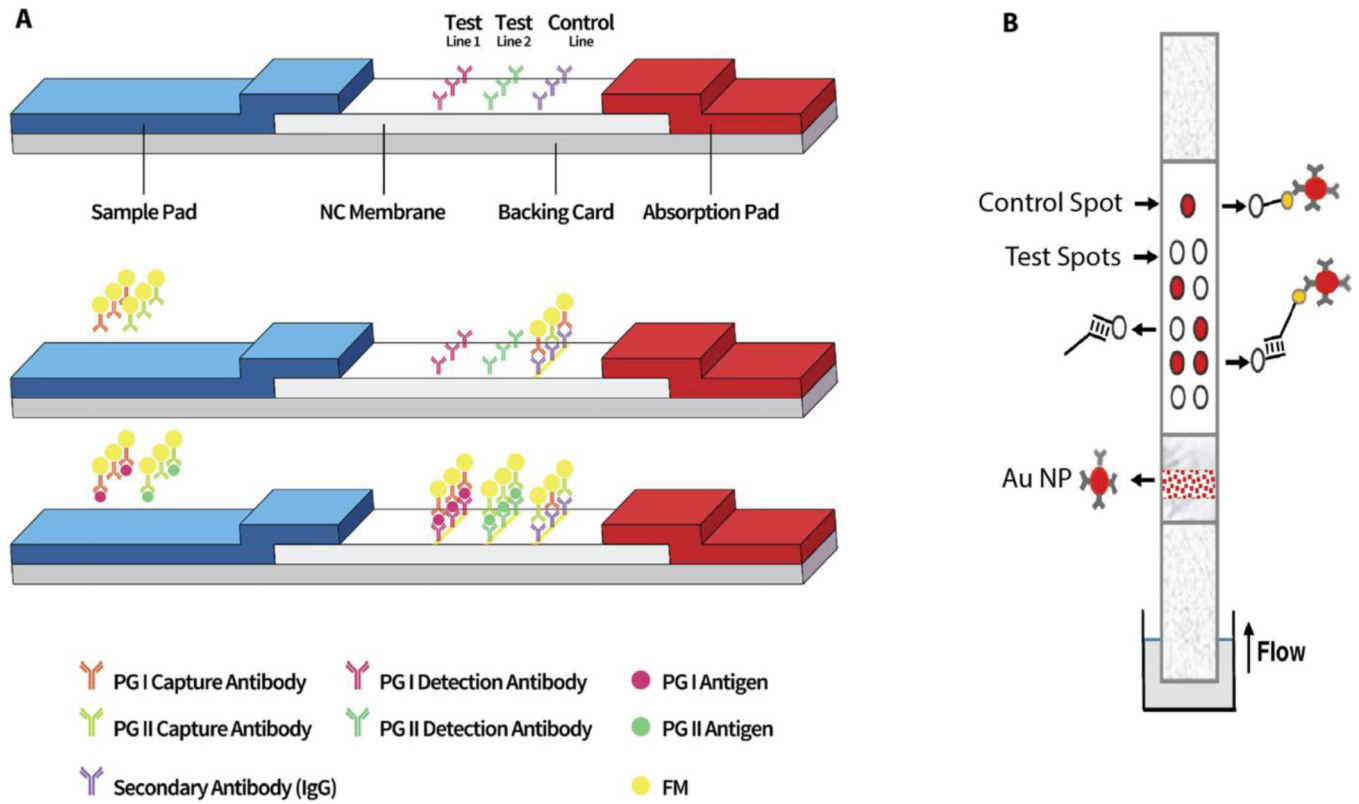 A
Test
Line 1
Test
Line 2
Control
Line
Sample Pad
NC Membrane
Backing Card
Absorption Pad
PG I Capture Antibody
PG I Detection Antibody
PG I Antigen
PG II Capture Antibody
PG II Detection Antibody
PG II Antigen
Secondary Antibody (IgG)
FM
B
Control Spot
Test Spots
Au NP
Flow